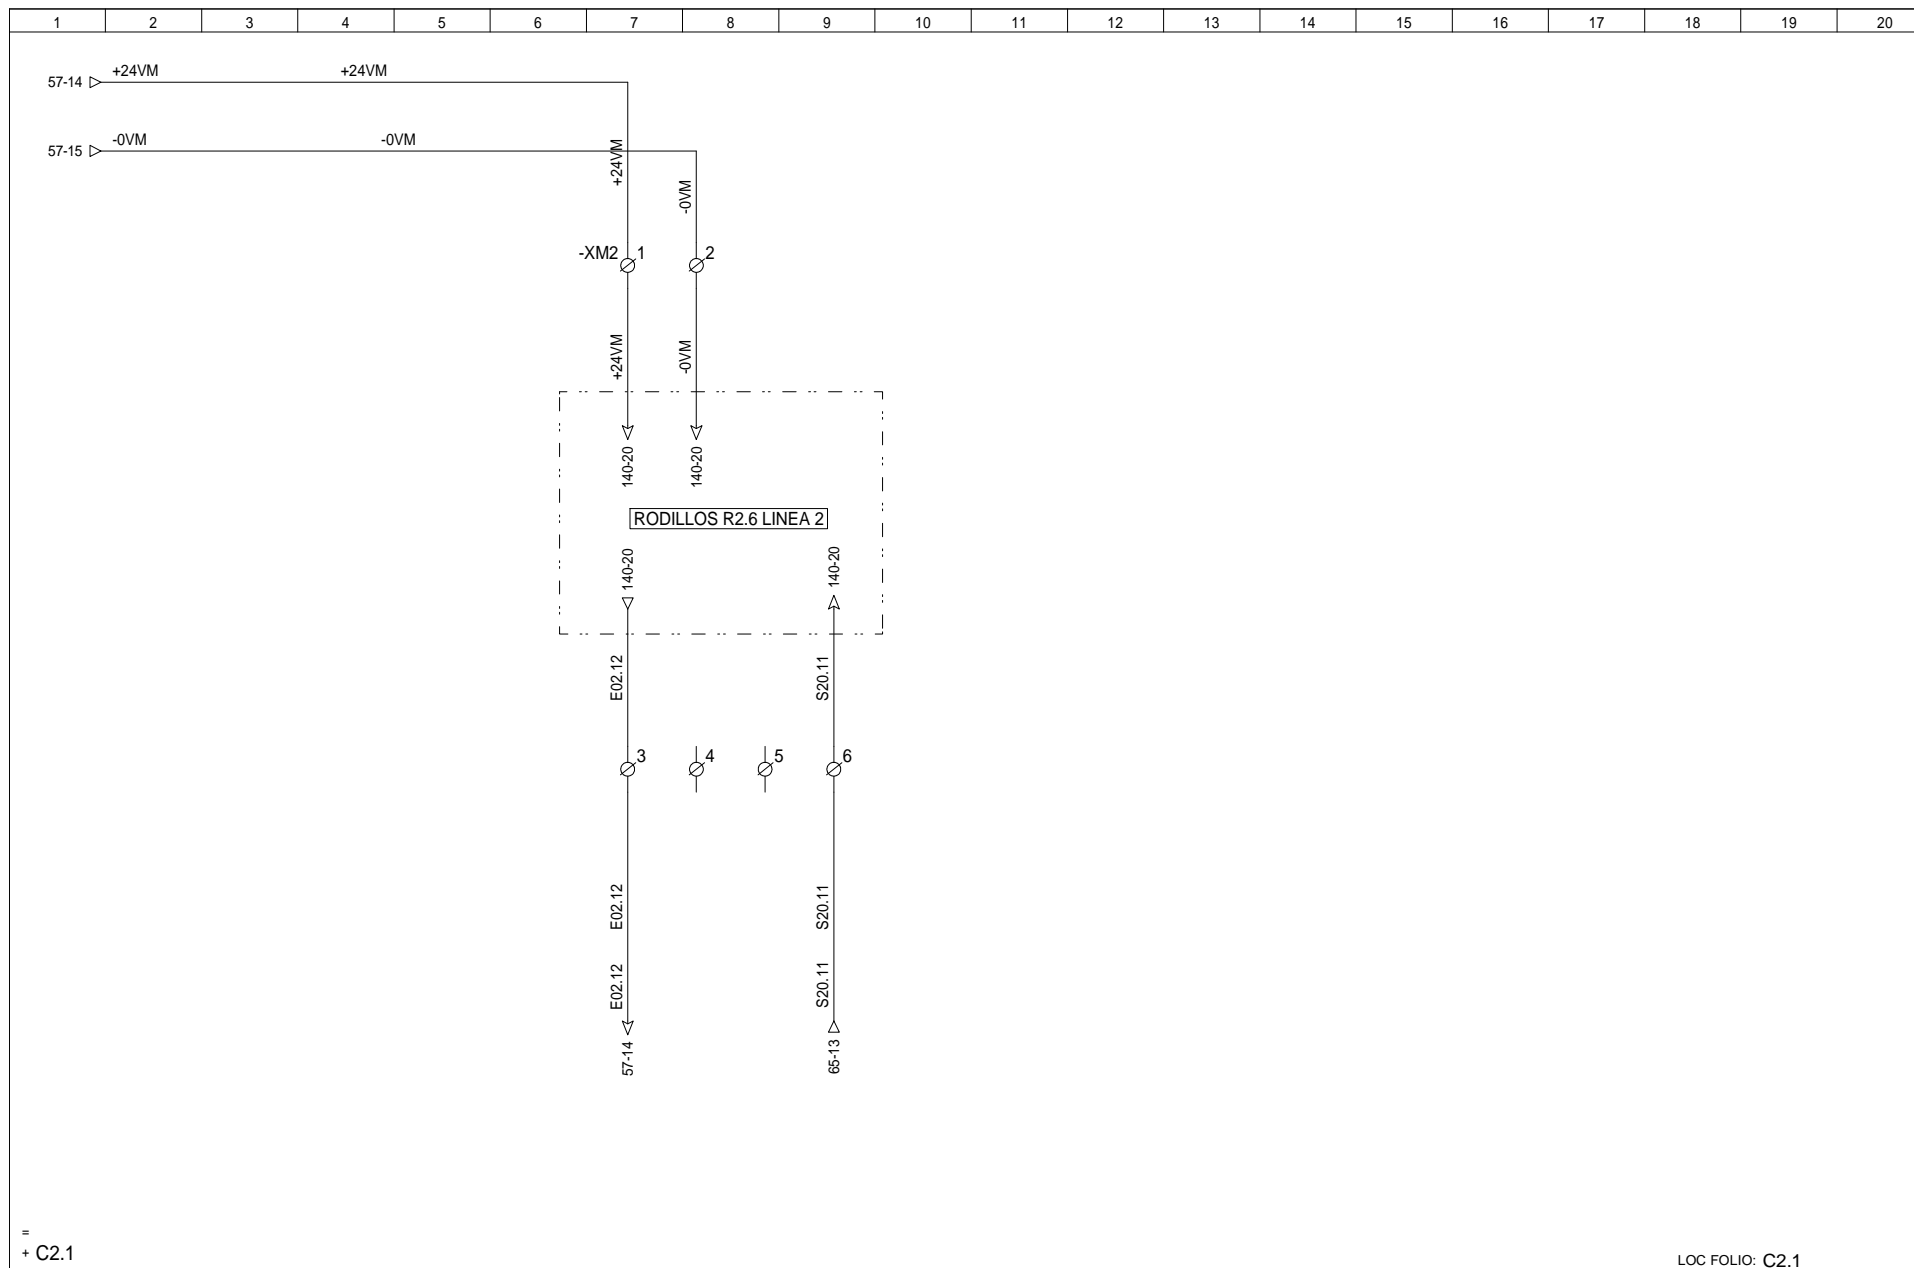 1 2 3 4 5 6 7 8 9 10 11 12 13 14 15 16 17 18 19 20
57-14 +24VM +24VM
57-15 -0VM -0VM
+24VM
-0VM
-XM2 1 2
+24VM -0VM
140-20 140-20
RODILLOS R2.6 LINEA 2
140-20 140-20
E02.12 S20.11
3 4 5 6
E02.12 S20.11
E02.12 S20.11
57-14 65-13
=
+ C2.1
LOC FOLIO: C2.1